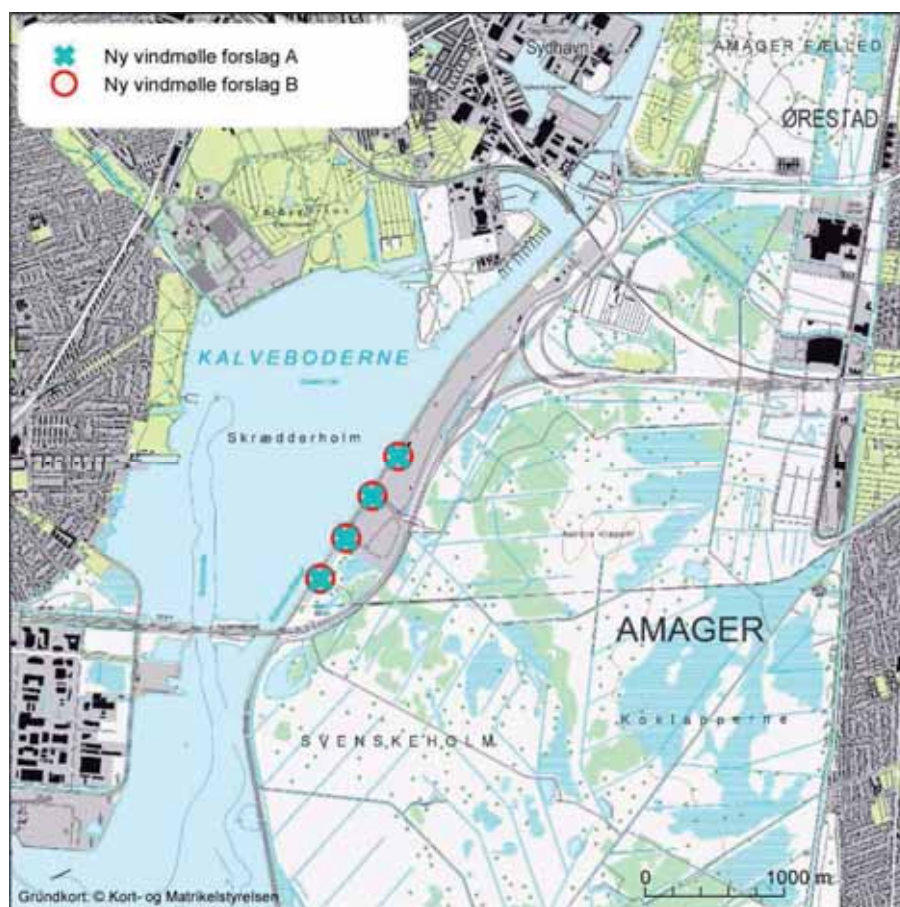 Ny vindmølle forslag A
Ny vindmølle forslag B
Sydhavn
AMAGER FÆLLED
ØRESTAD
KALVEBODERNE
Skrædderholm
AMAGER
Koklapperne
SVENSKEHOLM
0 1000 m
Grundkort: © Kort- og Matrikelstyrelsen